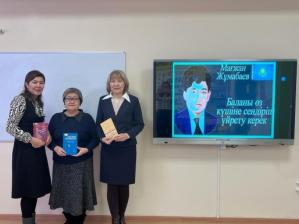 Мағжан
Жұмабаев
Баланы өз
күшіне сендіріп
үйрету керек